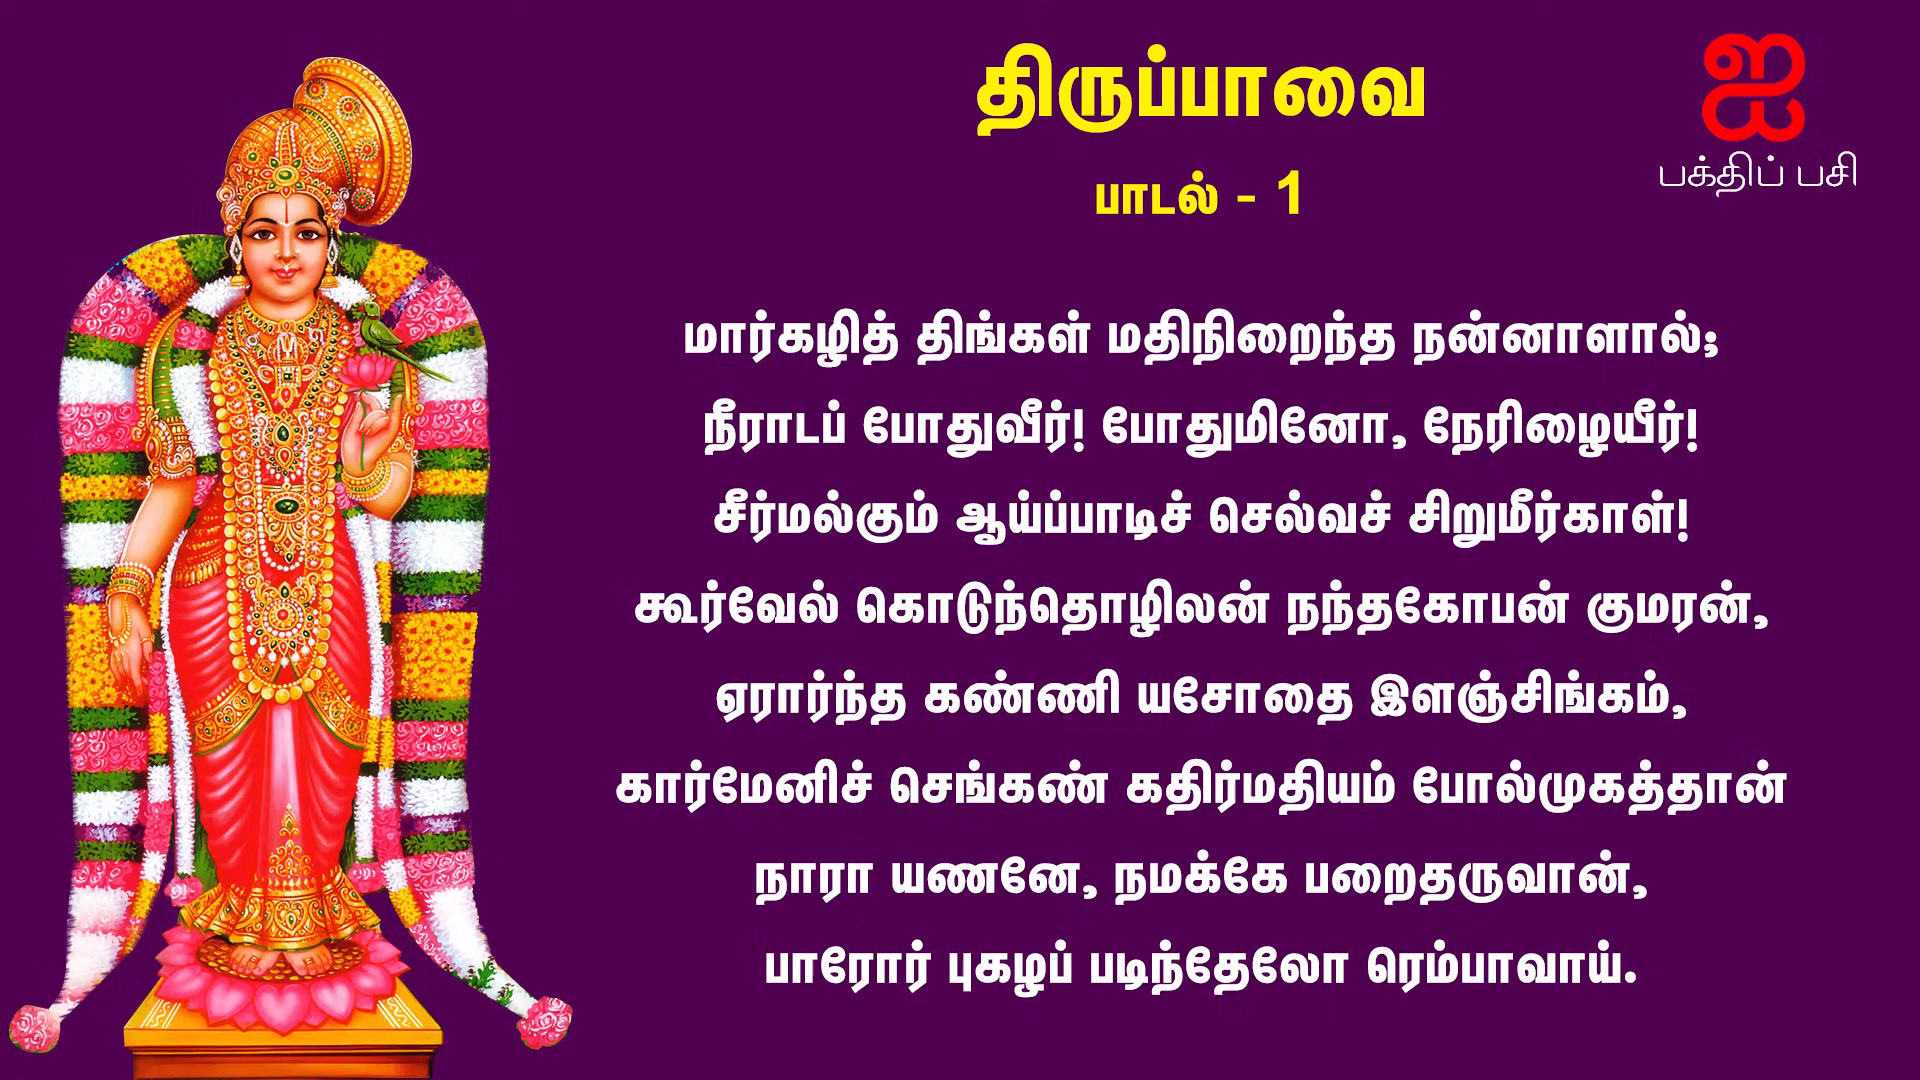 திருப்பாவை
பாடல் - 1
ஐ
பக்திப் பசி
மார்கழித் திங்கள் மதிநிறைந்த நன்னாளால்;
நீராடப் போதுவீர்! போதுமினோ, நேரிழையீர்!
சீர்மல்கும் ஆய்ப்பாடிச் செல்வச் சிறுமீர்காள்!
கூர்வேல் கொடுந்தொழிலன் நந்தகோபன் குமரன்,
ஏரார்ந்த கண்ணி யசோதை இளஞ்சிங்கம்,
கார்மேனிச் செங்கண் கதிர்மதியம் போல்முகத்தான்
நாரா யணனே, நமக்கே பறைதருவான்,
பாரோர் புகழப் படிந்தேலோ ரெம்பாவாய்.